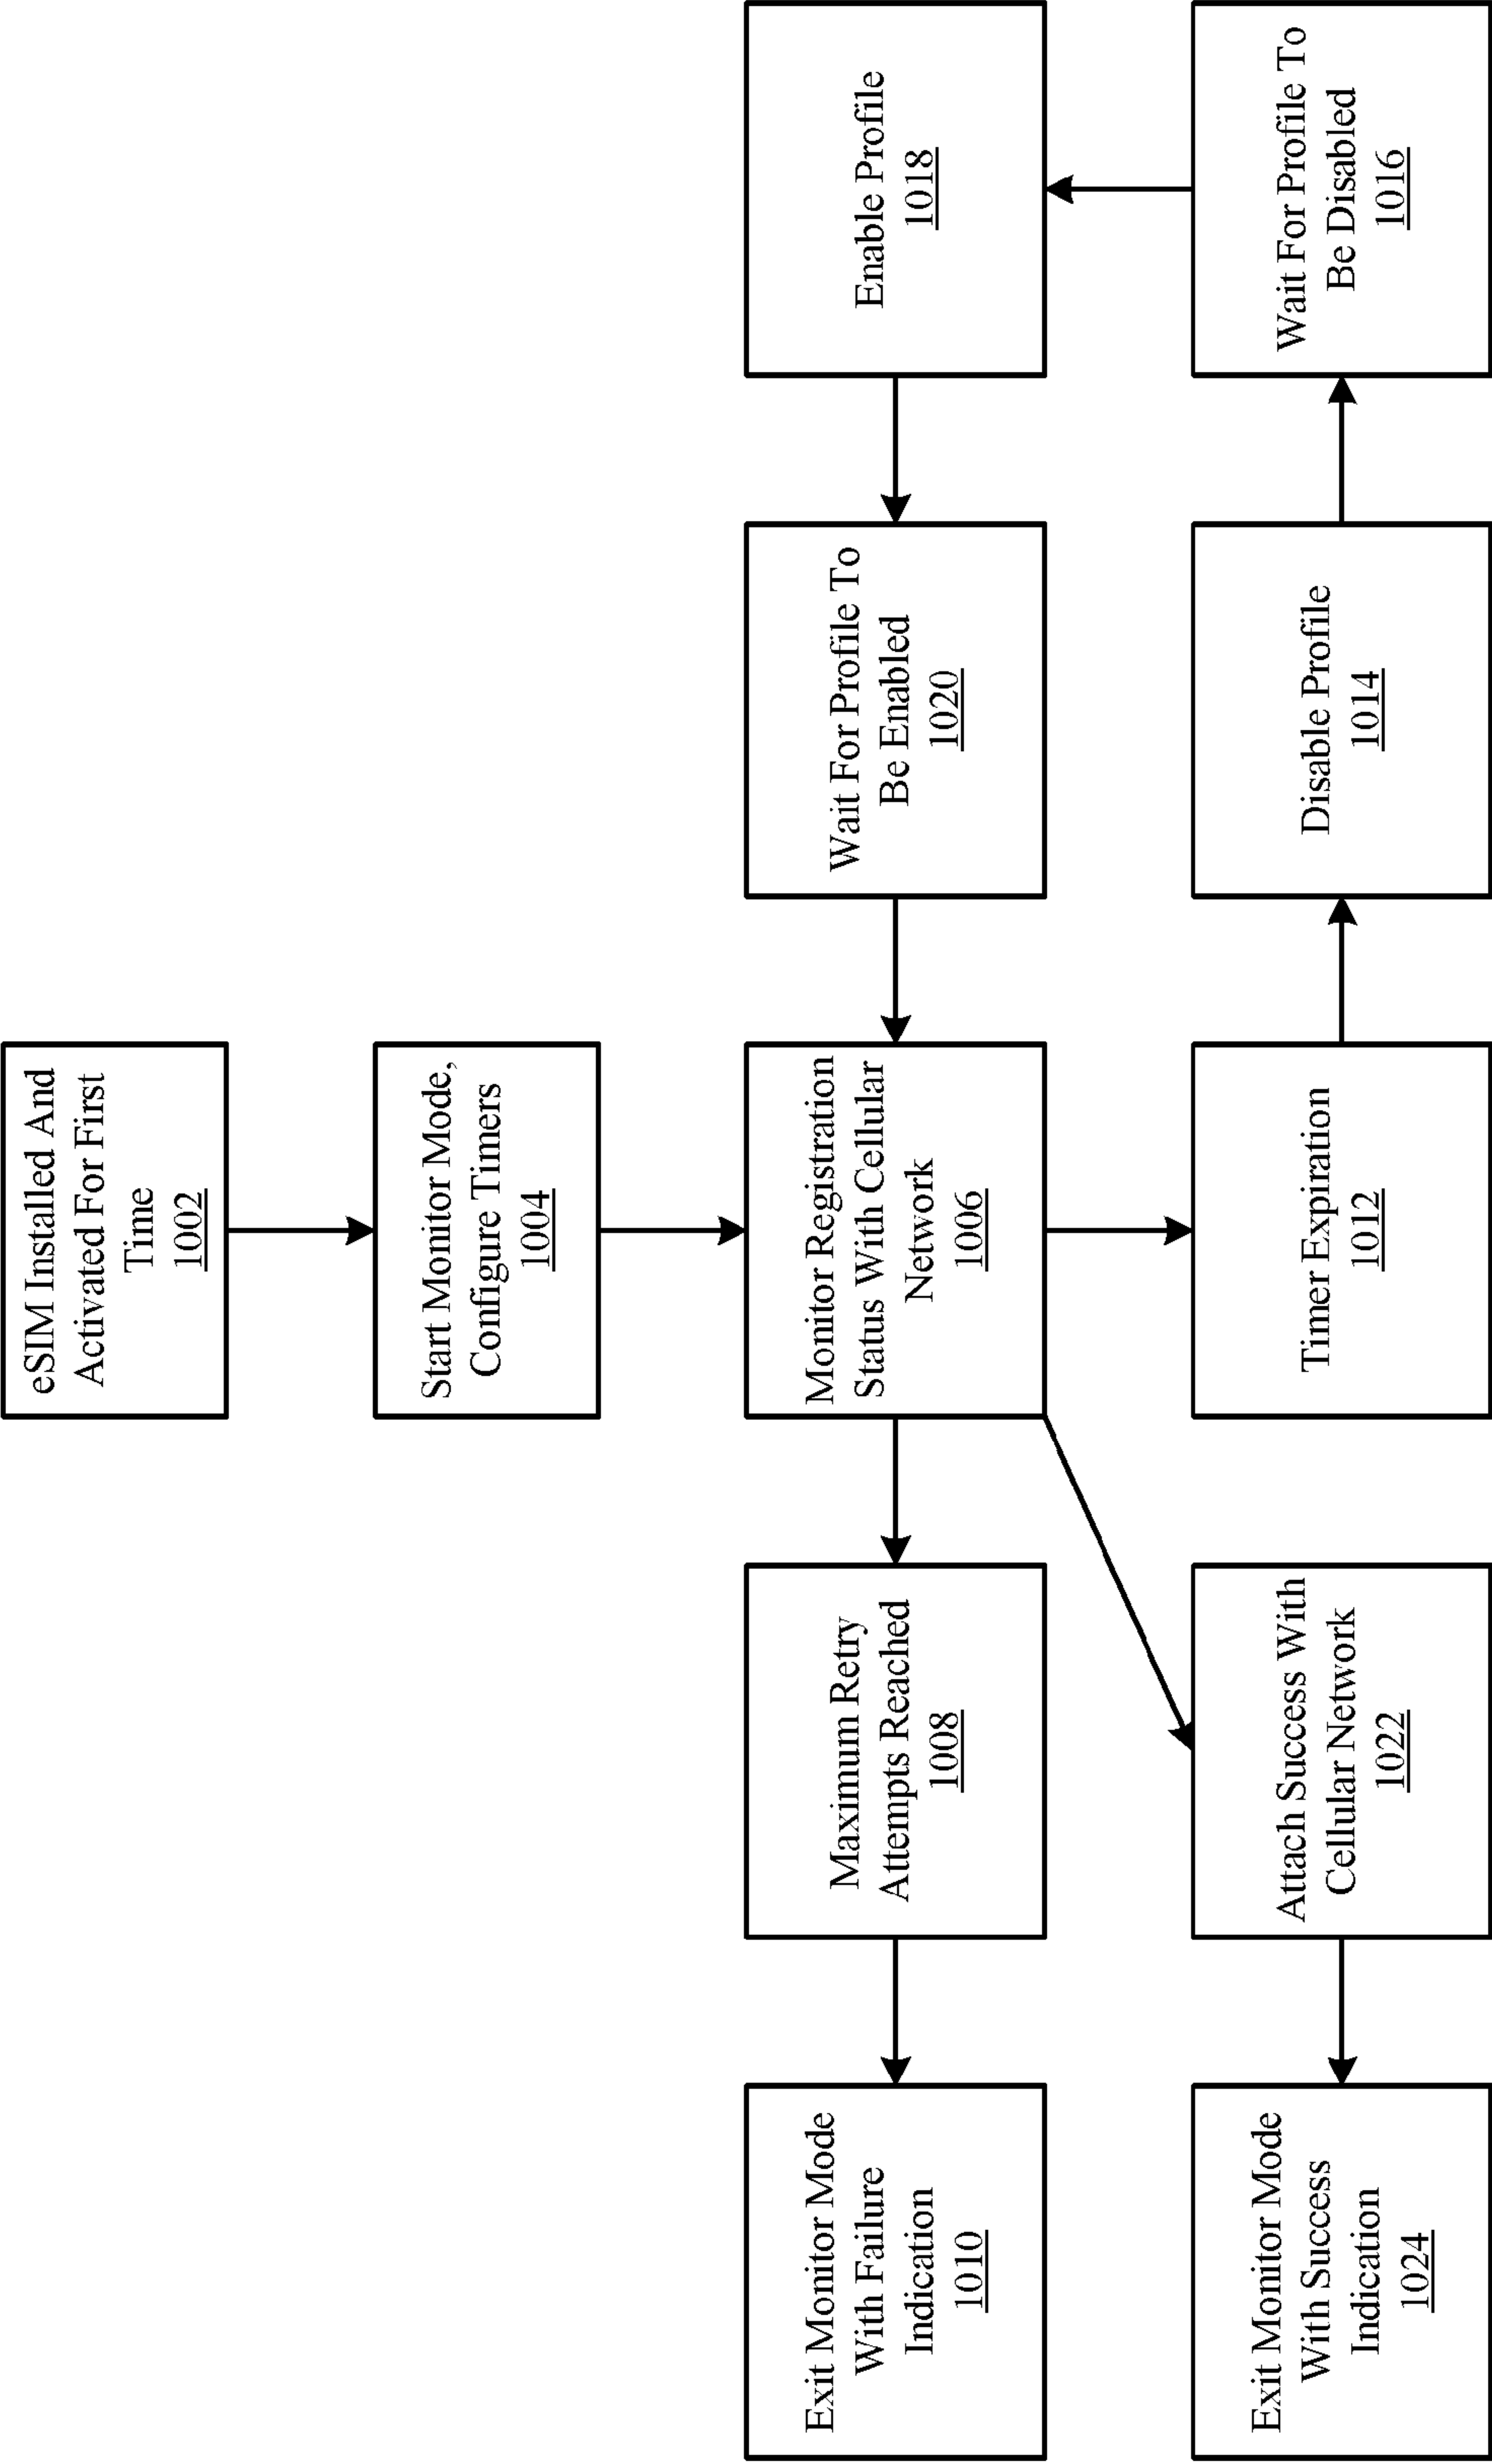 eSIM Installed And
Activated For First
Time
1002
Start Monitor Mode,
Configure Timers
1004
Exit Monitor Mode
With Failure
Indication
1010
Maximum Retry
Attempts Reached
1008
Monitor Registration
Status With Cellular
Network
1006
Wait For Profile To
Be Enabled
1020
Enable Profile
1018
Exit Monitor Mode
With Success
Indication
1024
Attach Success With
Cellular Network
1022
Timer Expiration
1012
Disable Profile
1014
Wait For Profile To
Be Disabled
1016